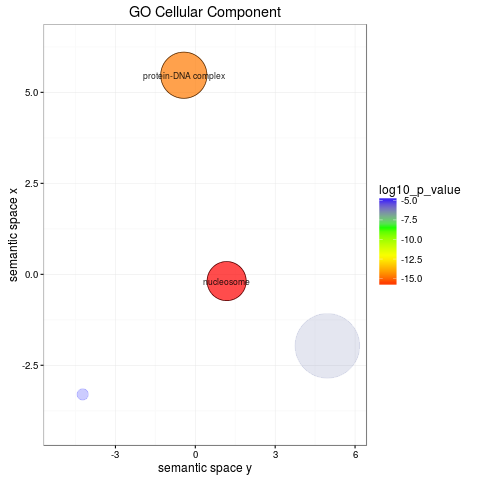 GO Cellular Component
protein-DNA complex
nucleosome
5.0
2.5
0.0
-2.5
-3
0
3
6
semantic space y
semantic space x
log10_p_value
-5.0
-7.5
-10.0
-12.5
-15.0